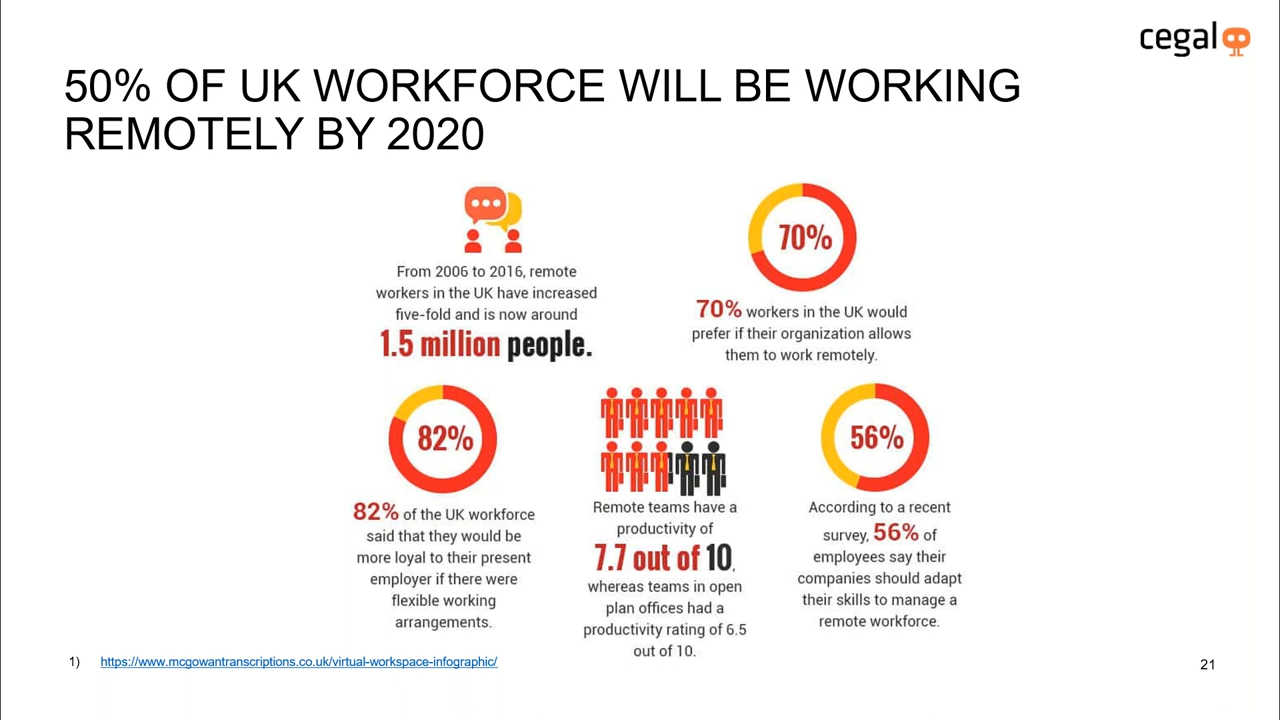 cegal
50% OF UK WORKFORCE WILL BE WORKING
REMOTELY BY 2020
From 2006 to 2016, remote
workers in the UK have increased
five-fold and is now around
1.5 million people.
70%
70% workers in the UK would
prefer if their organization allows
them to work remotely.
82%
82% of the UK workforce
said that they would be
more loyal to their present
employer if there were
flexible working
arrangements.
Remote teams have a
productivity of
7.7 out of 10,
whereas teams in open
plan offices had a
productivity rating of 6.5
out of 10.
56%
According to a recent
survey, 56% of
employees say their
companies should adapt
their skills to manage a
remote workforce.
1) https://www.mcgowantranscriptions.co.uk/virtual-workspace-infographic/
21